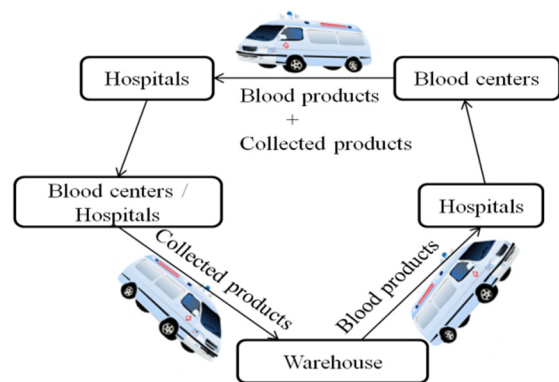 Hospitals
Blood centers
Blood products
+
Collected products
Blood centers /
Hospitals
Hospitals
Collected products
Blood products
Warehouse